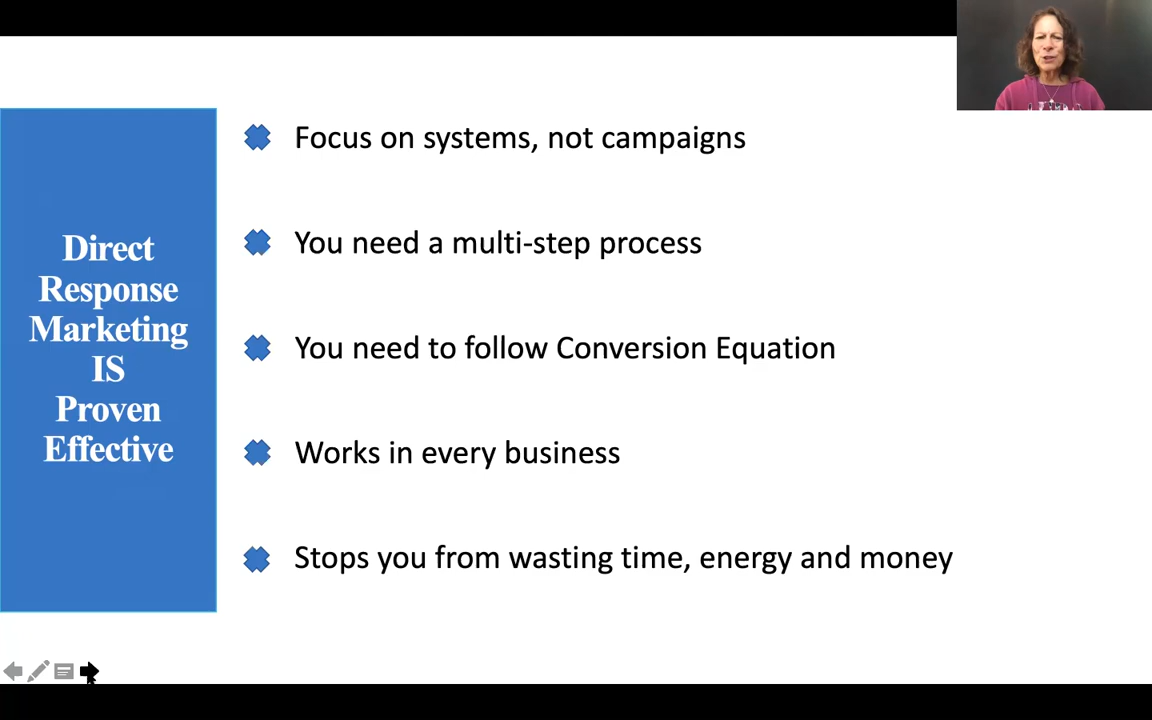 Direct
Response
Marketing
IS
Proven
Effective
Focus on systems, not campaigns
You need a multi-step process
You need to follow Conversion Equation
Works in every business
Stops you from wasting time, energy and money